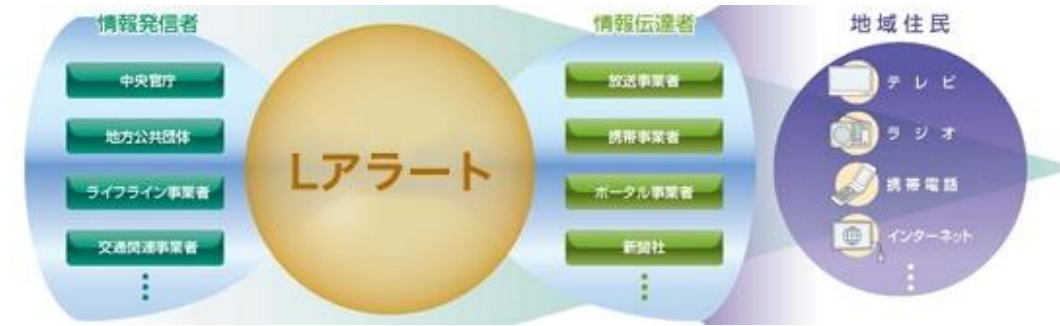 情報発信者
中央官庁
地方公共団体
ライフライン事業者
交通関連事業者
Lアラート
情報伝達者
放送事業者
携帯事業者
ポータル事業者
新聞社
地域住民
テレビ
ラジオ
携帯電話
インターネット